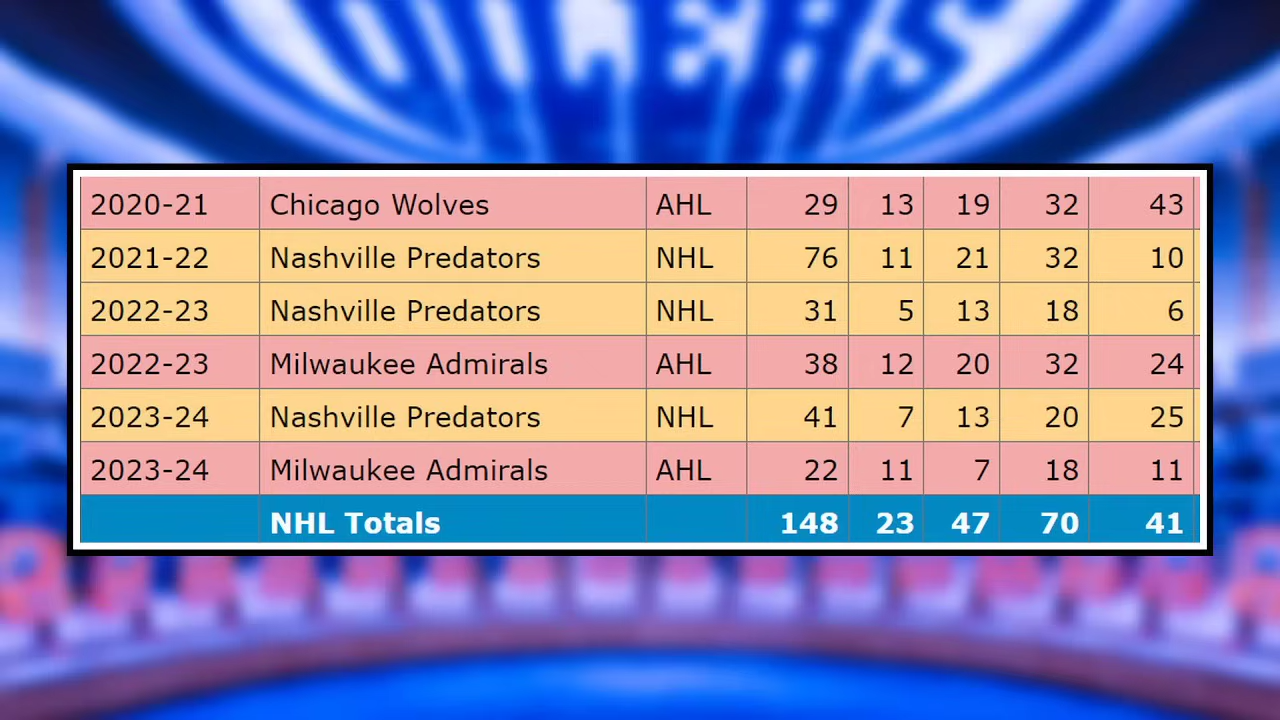 OILERS
2020-21 Chicago Wolves AHL 29 13 19 32 43
2021-22 Nashville Predators NHL 76 11 21 32 10
2022-23 Nashville Predators NHL 31 5 13 18 6
2022-23 Milwaukee Admirals AHL 38 12 20 32 24
2023-24 Nashville Predators NHL 41 7 13 20 25
2023-24 Milwaukee Admirals AHL 22 11 7 18 11
NHL Totals 148 23 47 70 41